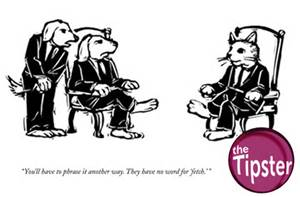 "You'll have to phrase it another way. They have no word for 'fetch.'"
the
Tipster